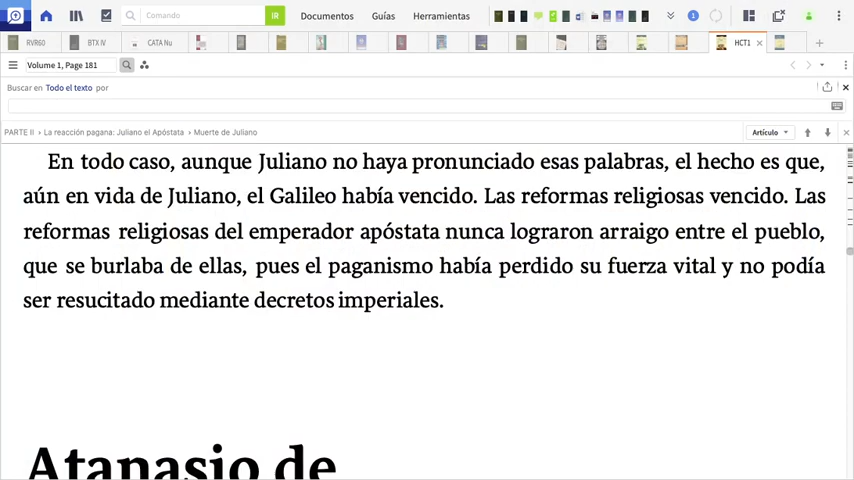 Comando
IR
Documentos
Guías
Herramientas
1
RVR60
BTX IV
CATA Nu
HCT1
Volume 1, Page 181
Buscar en Todo el texto por
PARTE II › La reacción pagana: Juliano el Apóstata › Muerte de Juliano
Artículo
En todo caso, aunque Juliano no haya pronunciado esas palabras, el hecho es que,
aún en vida de Juliano, el Galileo había vencido. Las reformas religiosas vencido. Las
reformas religiosas del emperador apóstata nunca lograron arraigo entre el pueblo,
que se burlaba de ellas, pues el paganismo había perdido su fuerza vital y no podía
ser resucitado mediante decretos imperiales.
Atanasio de